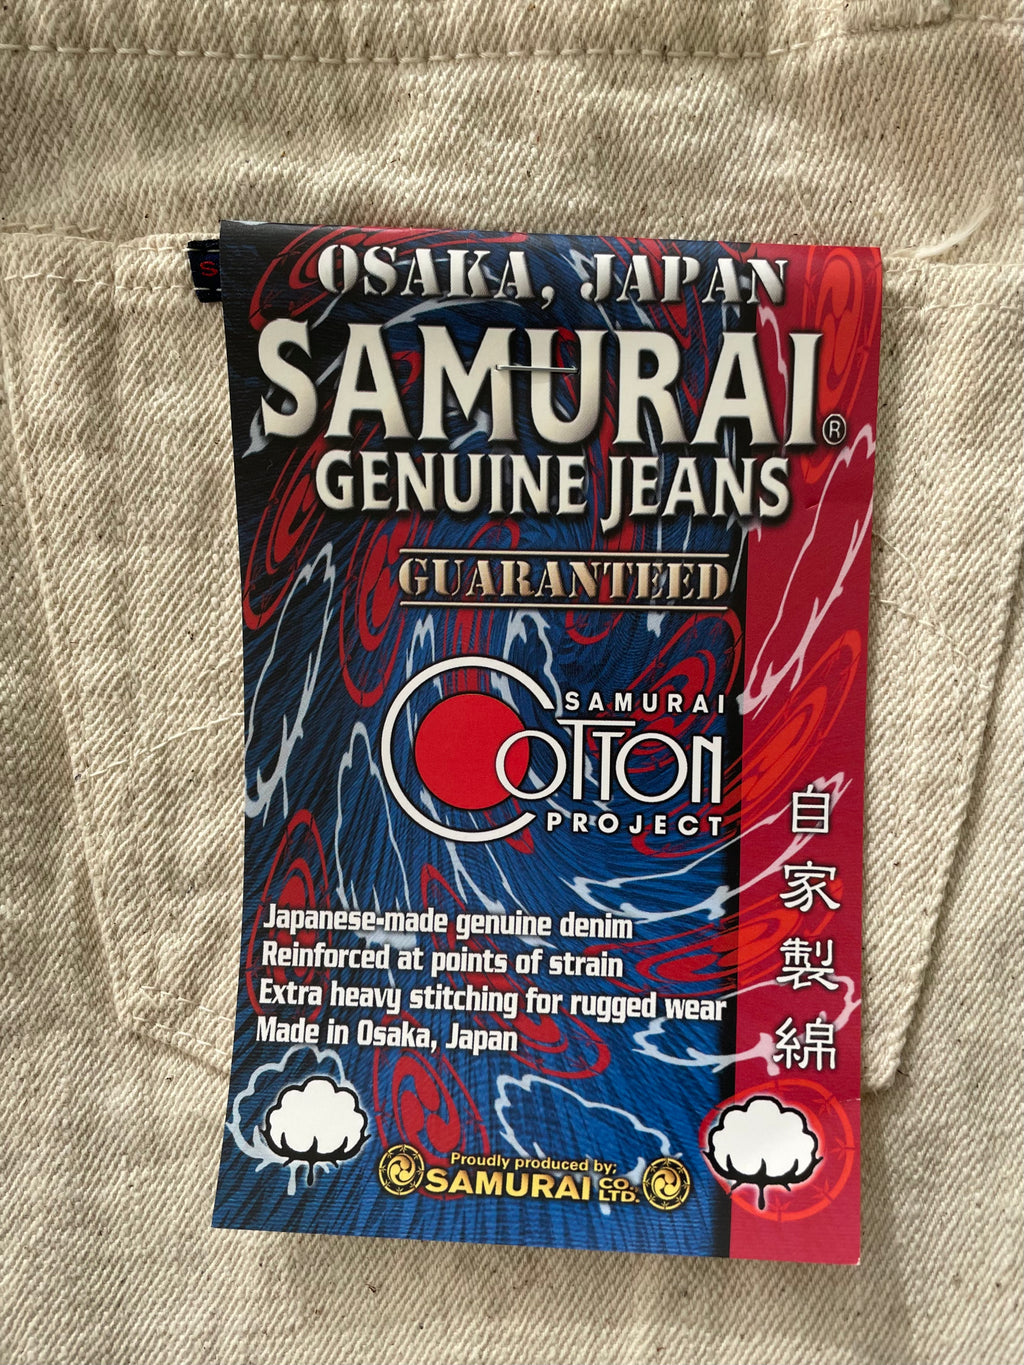 OSAKA, JAPAN
SAMURAI®
GENUINE JEANS
GUARANTEED
SAMURAI
COTTON
PROJECT
自家製綿
Japanese-made genuine denim
Reinforced at points of strain
Extra heavy stitching for rugged wear
Made in Osaka, Japan
Proudly produced by;
SAMURAI CO. LTD.
S